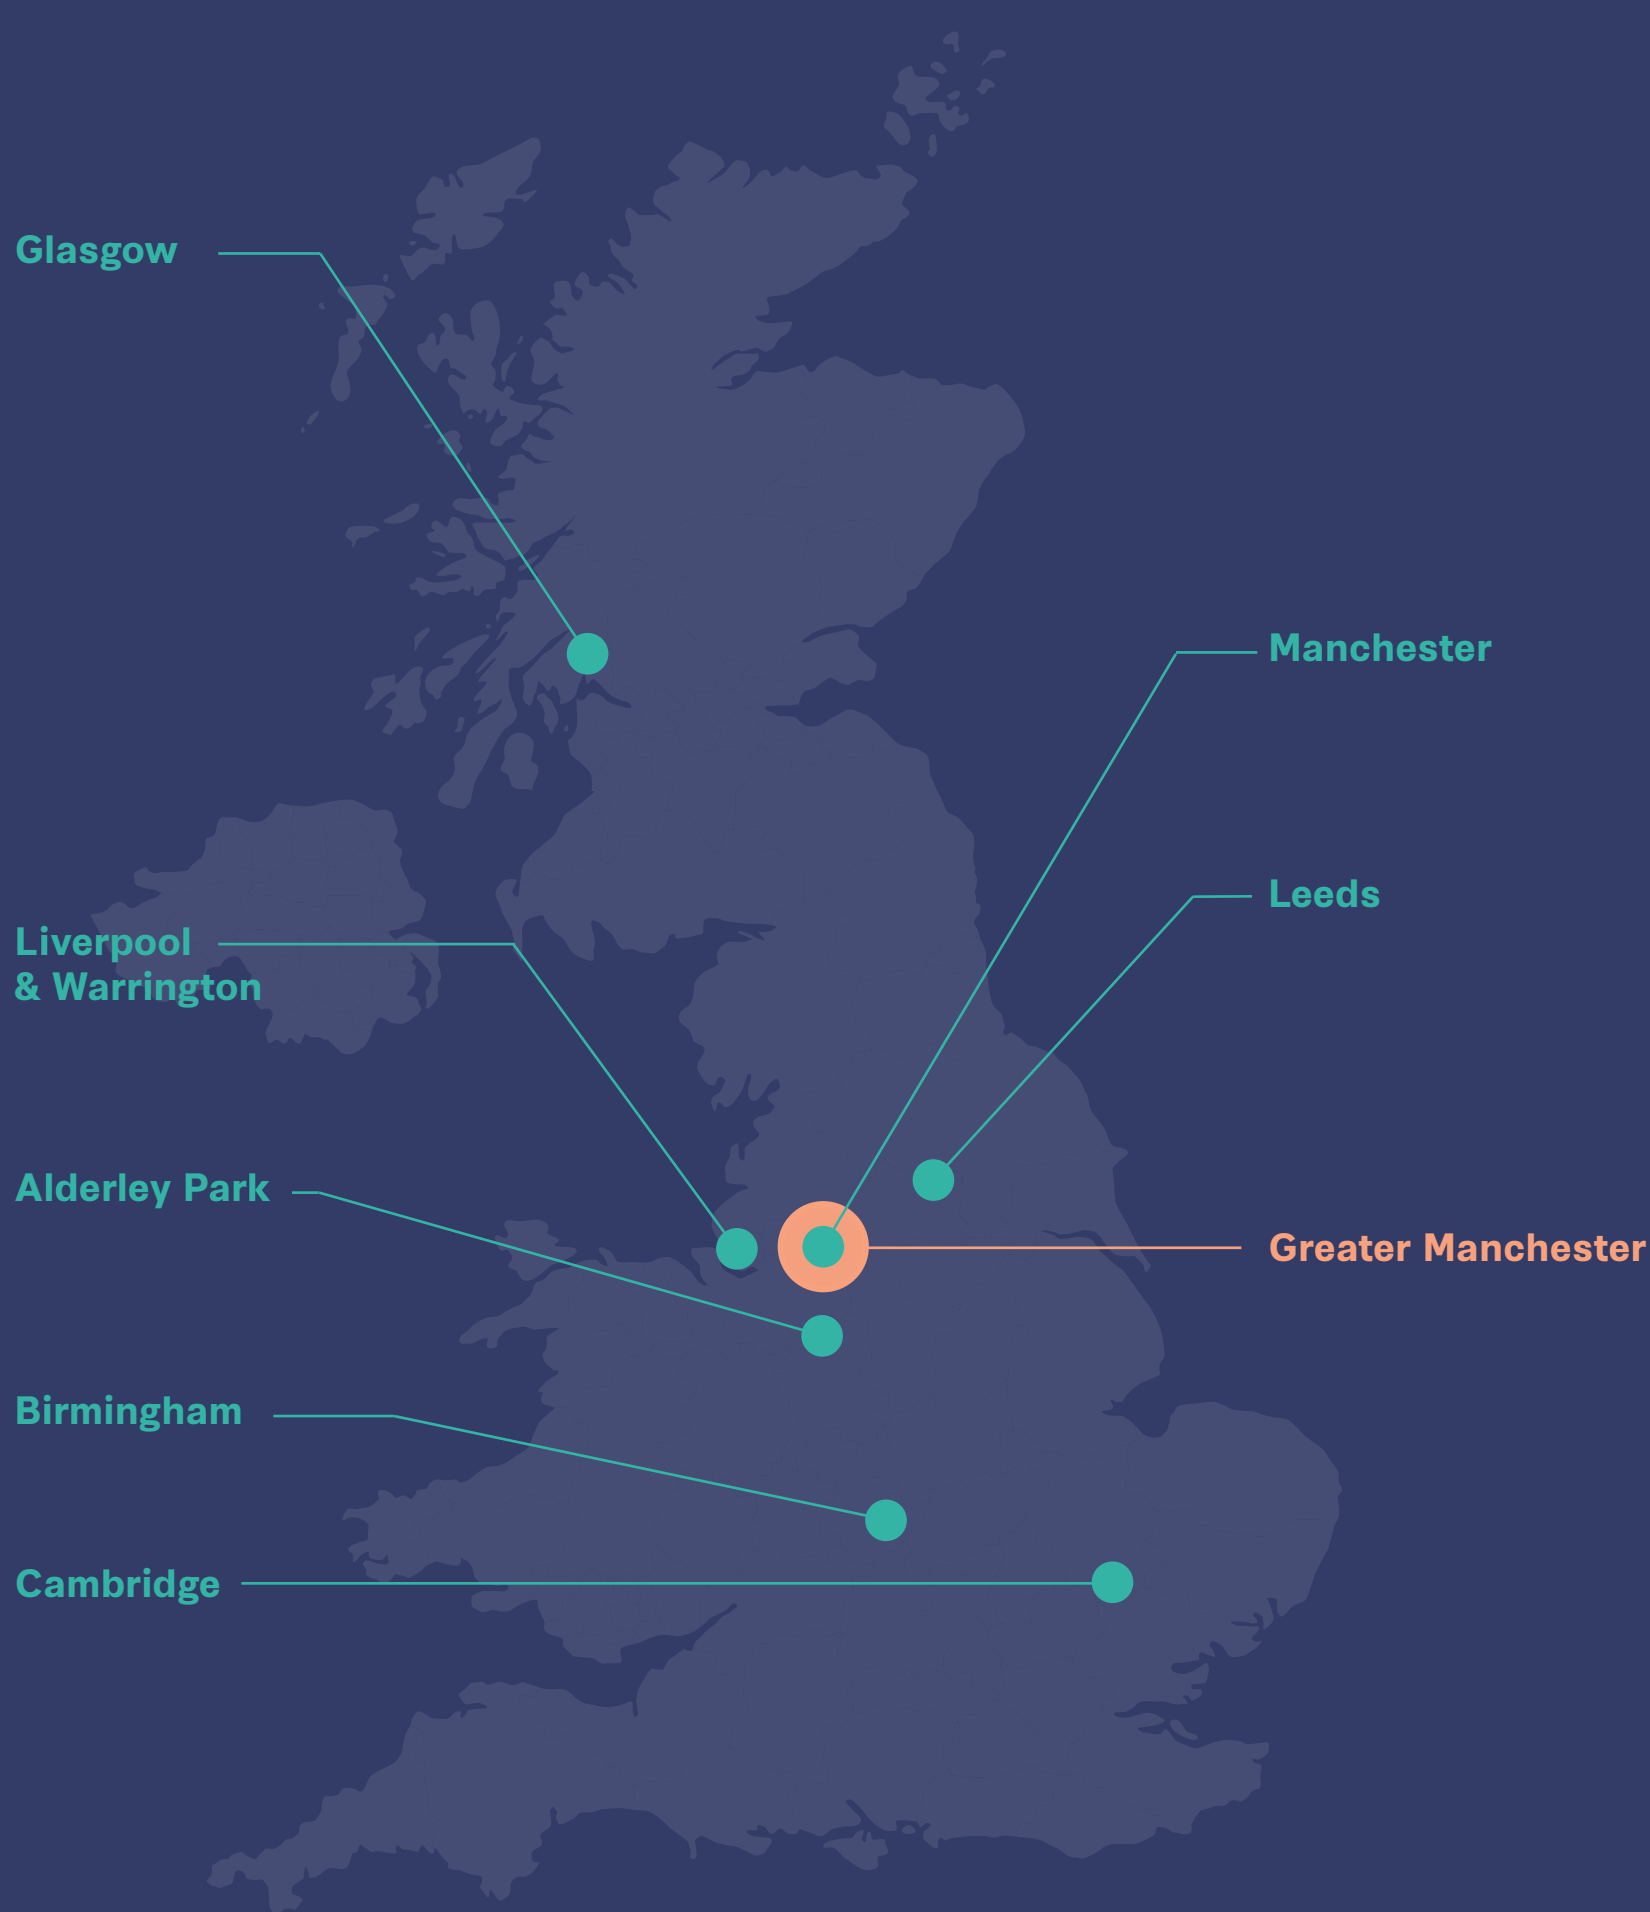 Glasgow
Manchester
Leeds
Liverpool
& Warrington
Alderley Park
Greater Manchester
Birmingham
Cambridge